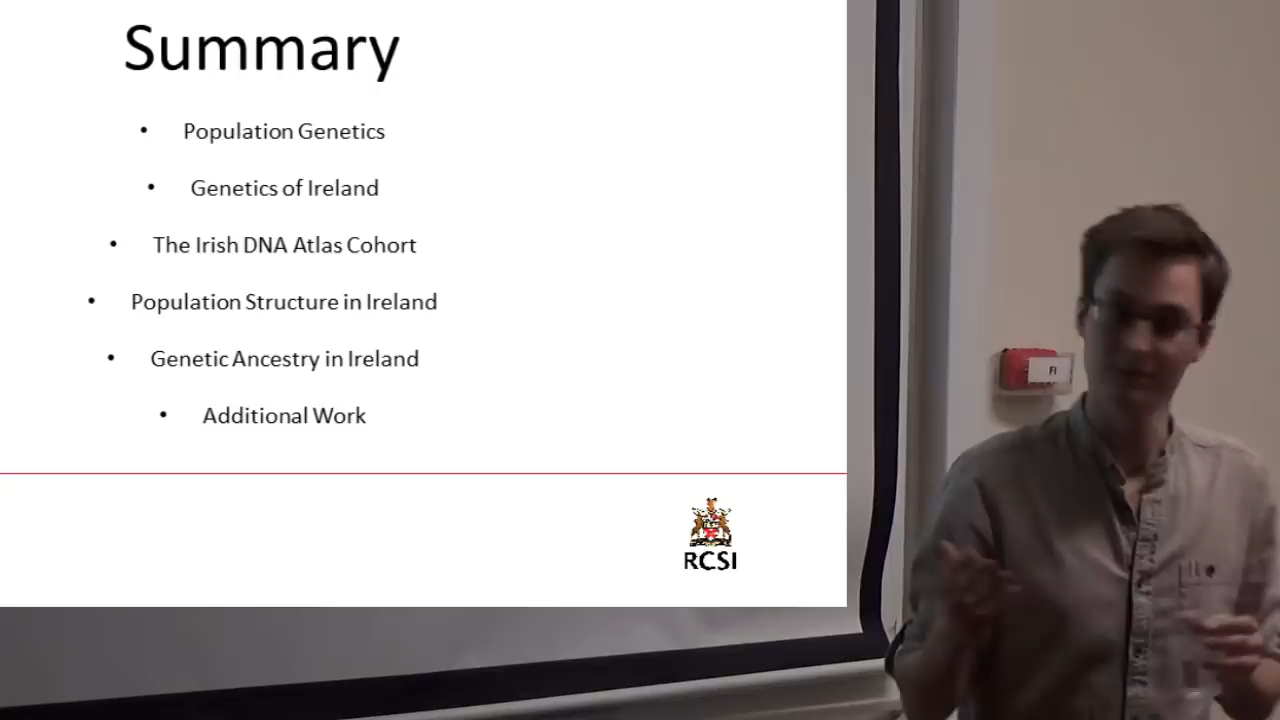 Summary
• Population Genetics
• Genetics of Ireland
• The Irish DNA Atlas Cohort
• Population Structure in Ireland
• Genetic Ancestry in Ireland
• Additional Work
RCSI
FI